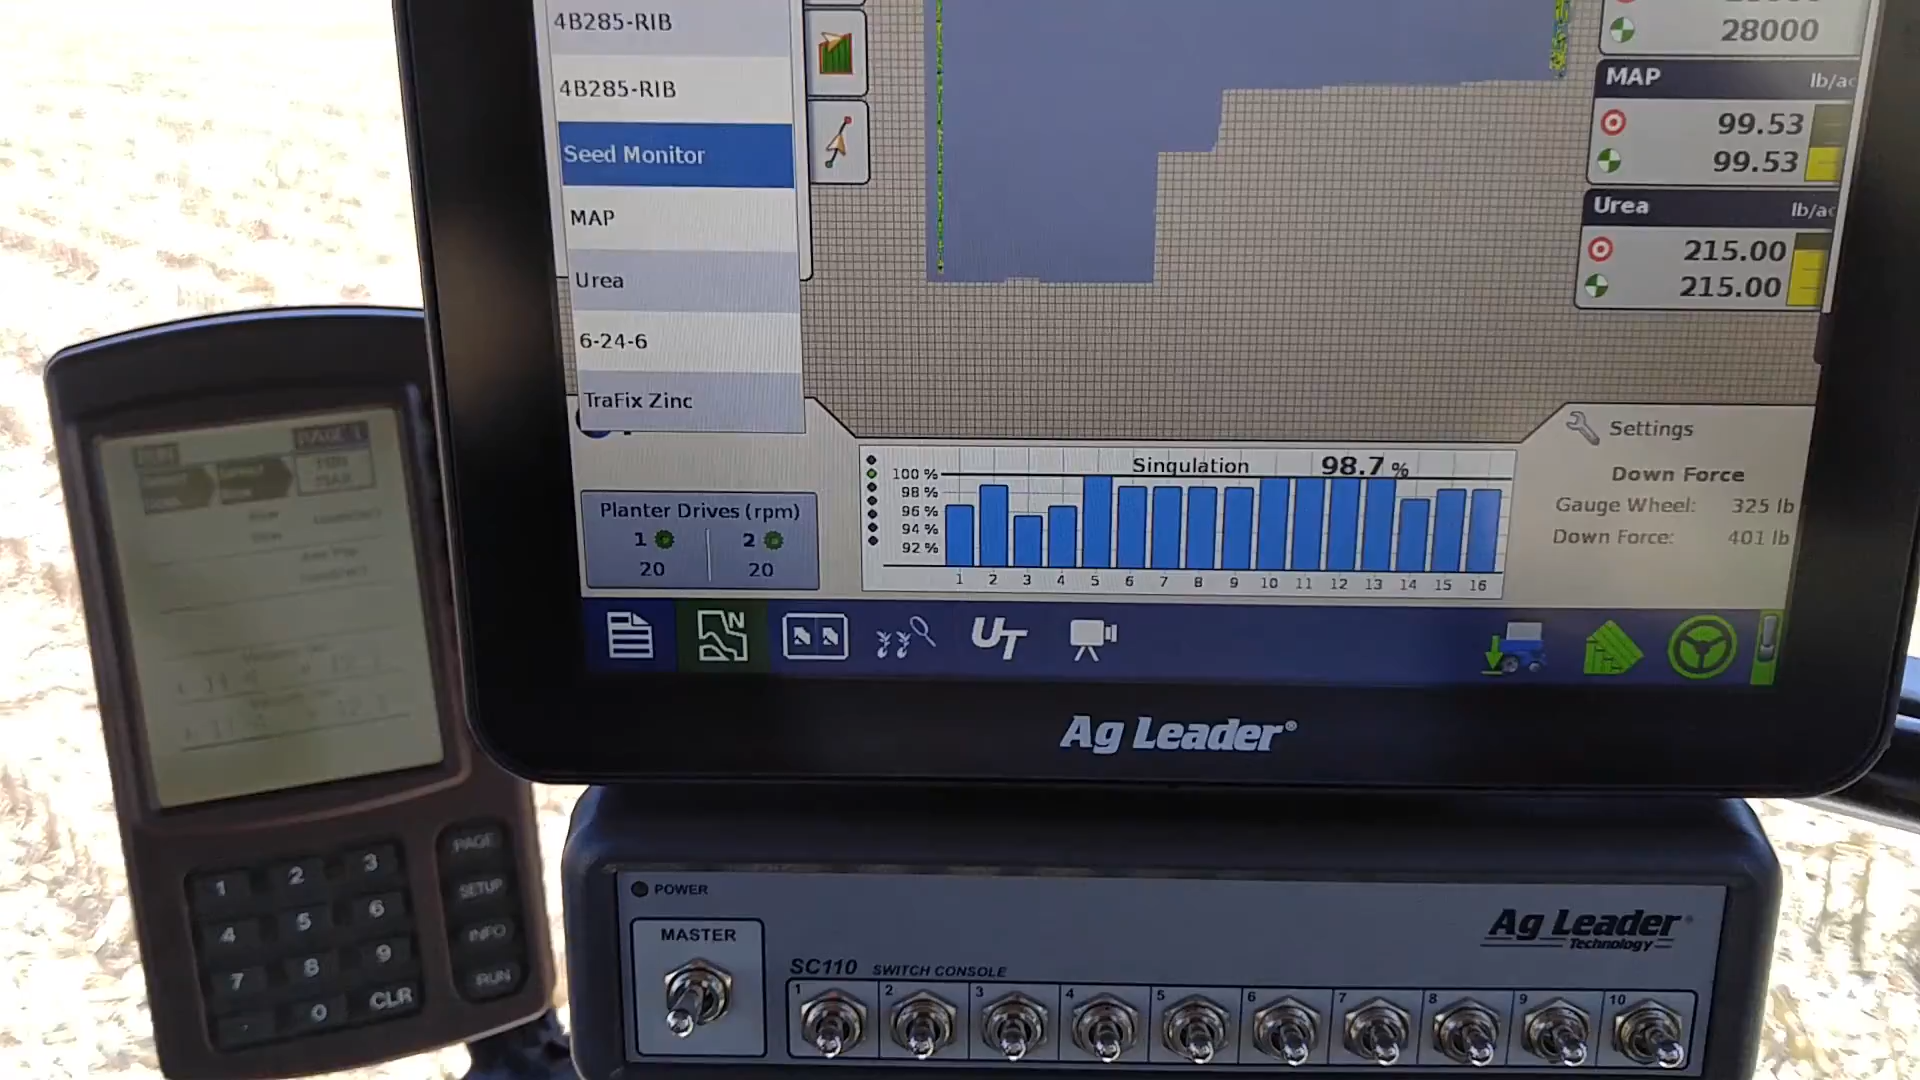 4B285-RIB
4B285-RIB
Seed Monitor
MAP
Urea
6-24-6
TraFix Zinc
28000
MAP lb/ac
99.53
99.53
Urea lb/ac
215.00
215.00
Planter Drives (rpm)
1 2
20 20
Singulation 98.7 %
100 %
98 %
96 %
94 %
92 %
1 2 3 4 5 6 7 8 9 10 11 12 13 14 15 16
Settings
Down Force
Gauge Wheel: 325 lb
Down Force: 401 lb
N
UT
Ag Leader®
PAGE 1
1 2 3
4 5 6
7 8 9
0 CLR
PAGE
SETUP
INFO
RUN
POWER
MASTER
Ag Leader
Technology
SC110 SWITCH CONSOLE
1 2 3 4 5 6 7 8 9 10